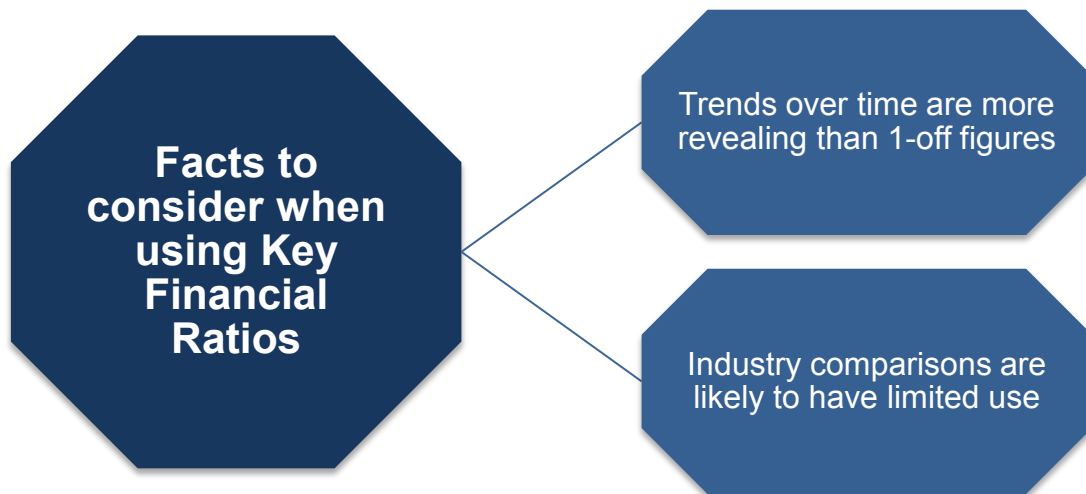 Facts to
consider when
using Key
Financial
Ratios
Trends over time are more
revealing than 1-off figures
Industry comparisons are
likely to have limited use